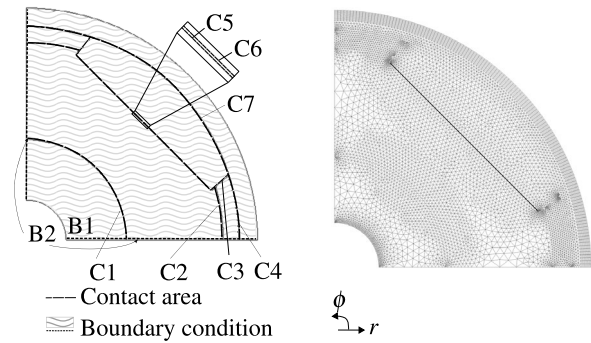 C5
C6
C7
B2
B1
C1
C2
C3
C4
Contact area
Boundary condition
ϕ
r